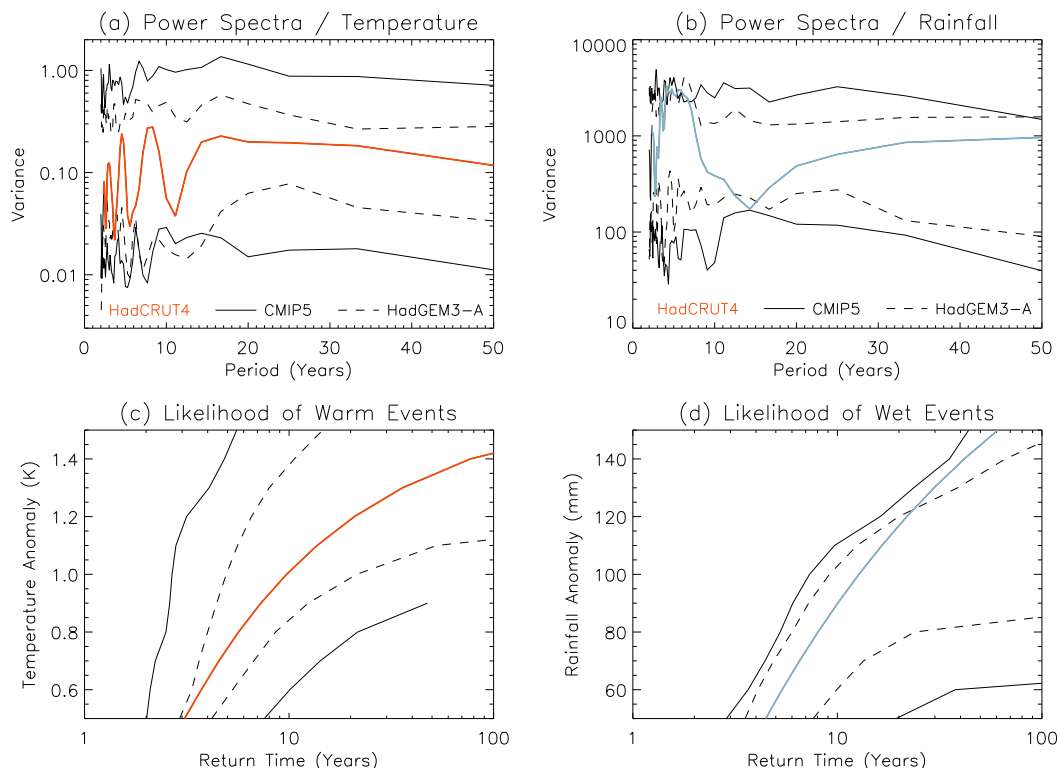 (a) Power Spectra / Temperature
1.00
0.10
0.01
Variance
HadCRUT4 CMIP5 HadGEM3-A
0 10 20 30 40 50
Period (Years)
(b) Power Spectra / Rainfall
10000
1000
100
10
Variance
HadCRUT4 CMIP5 HadGEM3-A
0 10 20 30 40 50
Period (Years)
(c) Likelihood of Warm Events
1.4
1.2
1.0
0.8
0.6
Temperature Anomaly (K)
1 10 100
Return Time (Years)
(d) Likelihood of Wet Events
140
120
100
80
60
Rainfall Anomaly (mm)
1 10 100
Return Time (Years)